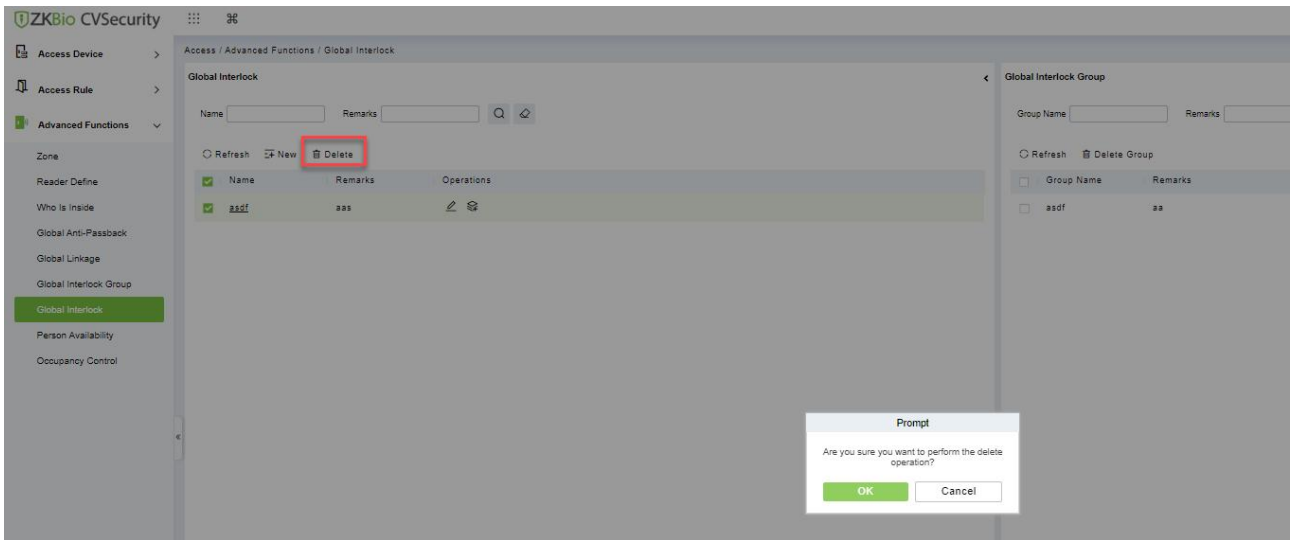 ZKBio CVSecurity
Access Device
Access Rule
Advanced Functions
Zone
Reader Define
Who Is Inside
Global Anti-Passback
Global Linkage
Global Interlock Group
Global Interlock
Person Availability
Occupancy Control
Access / Advanced Functions / Global Interlock
Global Interlock
Name Remarks
Refresh New Delete
Name Remarks Operations
asdf aas
Global Interlock Group
Group Name Remarks
Refresh Delete Group
Group Name Remarks
asdf aa
Prompt
Are you sure you want to perform the delete
operation?
OK Cancel